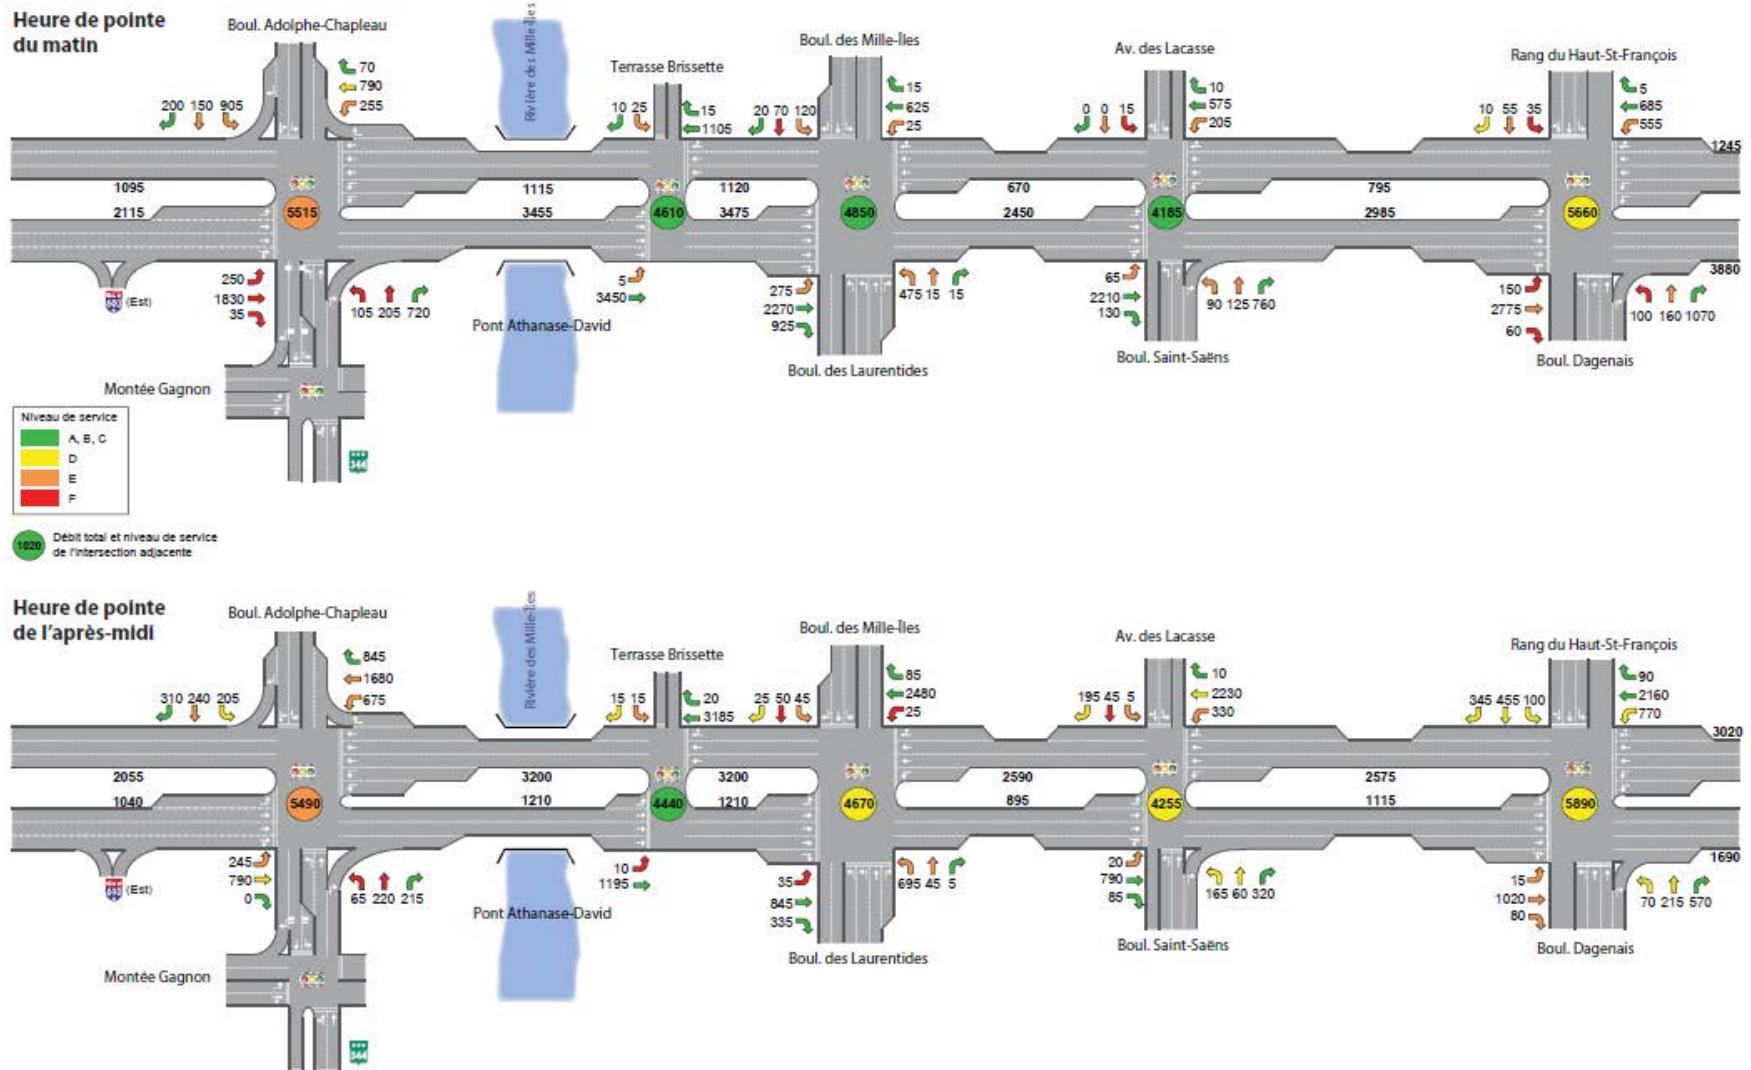 Heure de pointe
du matin
Boul. Adolphe-Chapleau
Rivière des Mille-Îles
Terrasse Brissette
Boul. des Mille-Îles
Av. des Lacasse
Rang du Haut-St-François
70
790
255
200 150 905
10 25
15
1105
20 70 120
15
625
25
0 0 15
10
575
205
10 55 35
5
685
555
1245
1095
2115
5515
1115
3455
4610
1120
3475
4850
670
2450
4185
795
2985
5660
3880
(Est)
250
1830
35
105 205 720
5
3450
Pont Athanase-David
275
2270
925
475 15 15
65
2210
130
90 125 760
150
2775
60
100 160 1070
Boul. des Laurentides
Boul. Saint-Saëns
Boul. Dagenais
Montée Gagnon
344
Niveau de service
A, B, C
D
E
F
1020
Débit total et niveau de service
de l'intersection adjacente
Heure de pointe
de l'après-midi
Boul. Adolphe-Chapleau
Rivière des Mille-Îles
Terrasse Brissette
Boul. des Mille-Îles
Av. des Lacasse
Rang du Haut-St-François
845
1680
675
310 240 205
15 15
20
3185
25 50 45
85
2480
25
195 45 5
10
2230
330
345 455 100
90
2160
770
3020
2055
1040
5490
3200
1210
4440
3200
1210
4670
2590
895
4255
2575
1115
5890
1690
(Est)
245
790
0
65 220 215
10
1195
Pont Athanase-David
35
845
335
695 45 5
20
790
85
165 60 320
15
1020
80
70 215 570
Boul. des Laurentides
Boul. Saint-Saëns
Boul. Dagenais
Montée Gagnon
344